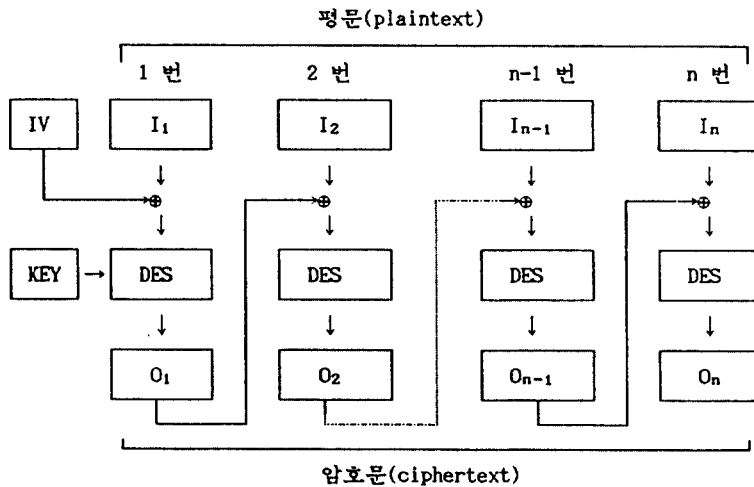 평문(plaintext)
1 번 2 번 n-1 번 n 번
IV I₁ I₂ Iₙ₋₁ Iₙ
KEY DES DES DES DES
O₁ O₂ Oₙ₋₁ Oₙ
암호문(ciphertext)